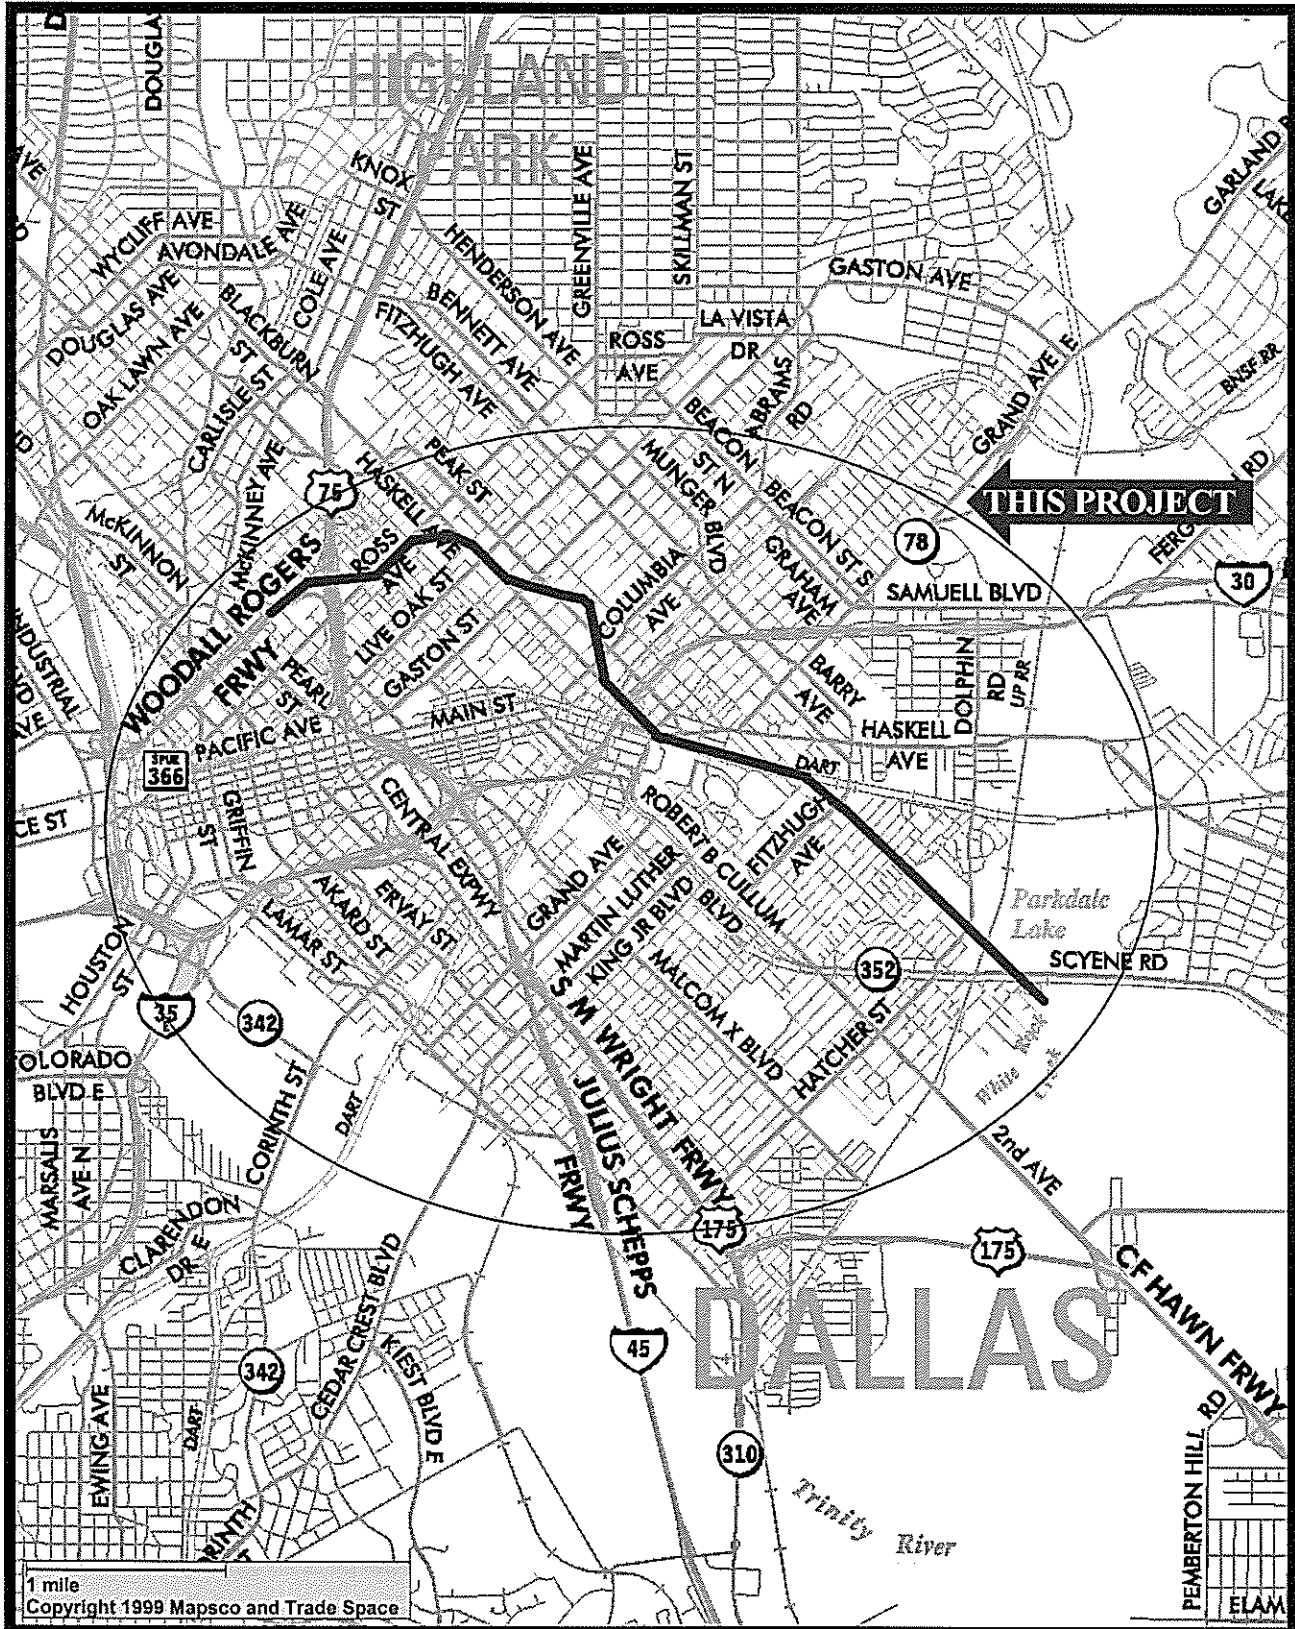 DOUGLAS
HIGHLAND
PARK
KNOX
ST
GREENVILLE AVE
SKILLMAN ST
GARLAND
WYCLIFF AVE
AVONDALE AVE
COLE AVE
HENDERSON AVE
BENNETT AVE
FITZHUGH AVE
GASTON AVE
DOUGLAS AVE
OAK LAWN AVE
BLACKBURN
ST
CARLISLE ST
LA VISTA
DR
ROSS
AVE
ABRAMS
RD
GRAND AVE E
BNSF RR
McKINNEY AVE
McKINNON
ST
75
HASKELL AVE
PEAK ST
BEACON
ST N
MUNGER BLVD
BEACON ST S
GRAHAM
AVE
THIS PROJECT
RD
78
30
SAMUELL BLVD
ROSS
AVE
LIVE OAK ST
GASTON ST
COLUMBIA
AVE
WOODALL ROGERS
FRWY
PEARL
ST
MAIN ST
PACIFIC AVE
BARRY
AVE
HASKELL
AVE
DOLPHIN
RD
UP RR
DART
SPUR
366
GRIFFIN
ST
CENTRAL EXPWY
ROBERT B CULLUM
BLVD
FITZHUGH
AVE
CE ST
AKARD ST
ERVAY ST
LAMAR ST
GRAND AVE
MARTIN LUTHER
KING JR BLVD
MALCOM X BLVD
Parkdale
Lake
352
SCYENE RD
HATCHER ST
HOUSTON
ST
35
E
342
S M WRIGHT FRWY
JULIUS SCHEPPS
FRWY
White Rock
Creek
OLORADO
BLVD E
CORINTH ST
DART
MARSALIS
AVE N
CLARENDON
DR E
2nd AVE
175
175
CF HAWN FRWY
DALLAS
CEDAR CREST BLVD
KIEST BLVD E
45
342
EWING AVE
DART
310
Trinity
River
PEMBERTON HILL RD
ELAM
1 mile
Copyright 1999 Mapsco and Trade Space